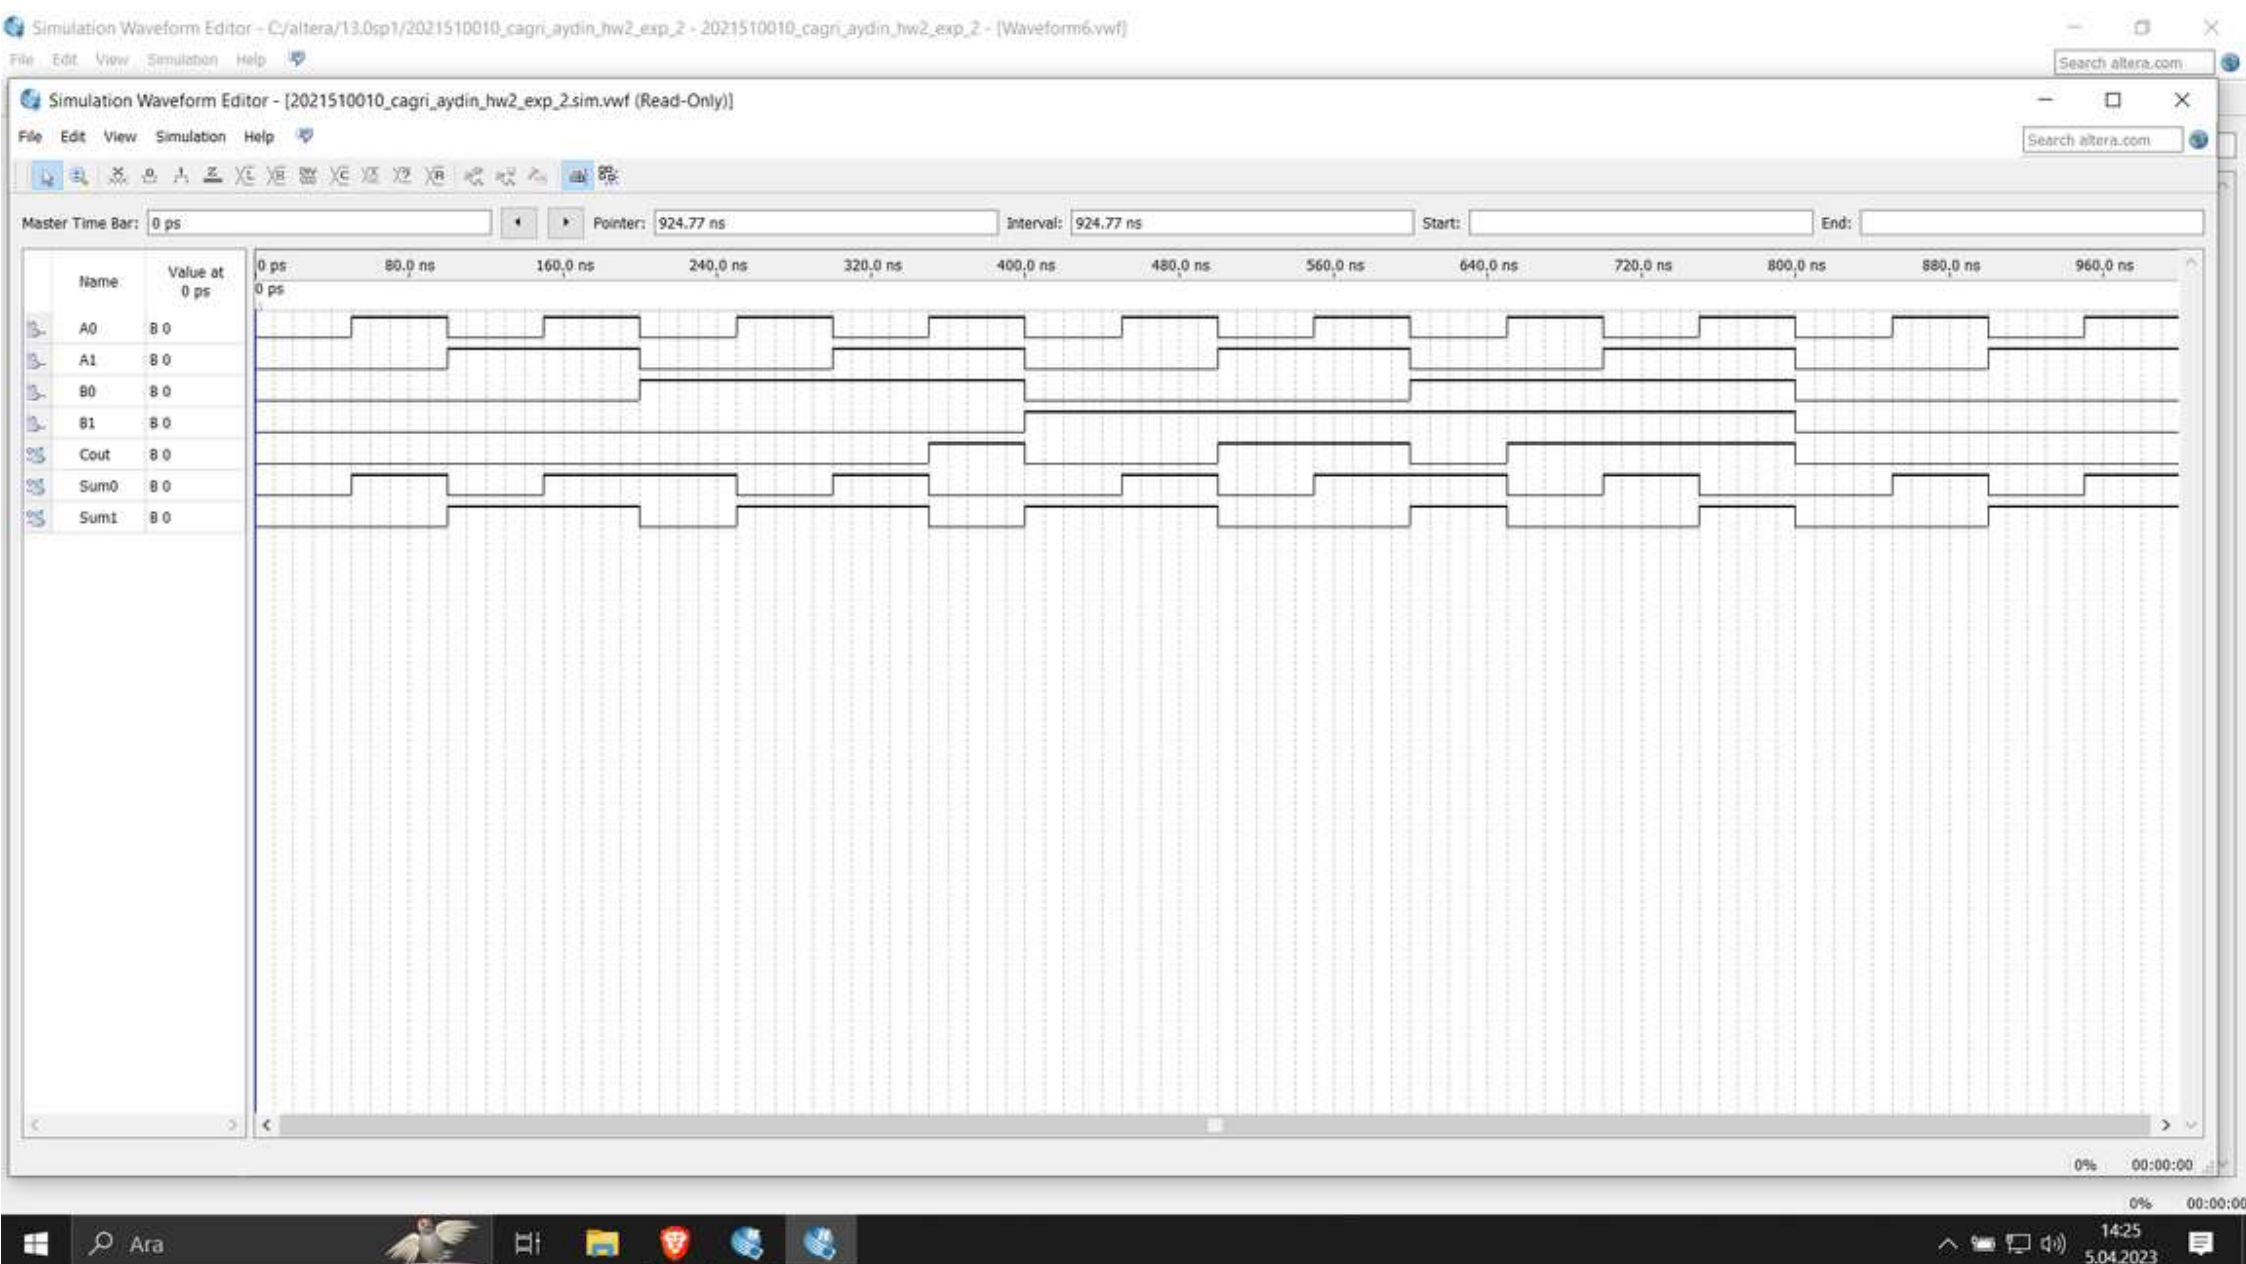 Simulation Waveform Editor - C:/altera/13.0sp1/2021510010_cagri_aydin_hw2_exp_2 - 2021510010_cagri_aydin_hw2_exp_2 - [Waveform6.vwf]
File Edit View Simulation Help
Search altera.com
Simulation Waveform Editor - [2021510010_cagri_aydin_hw2_exp_2.sim.vwf (Read-Only)]
File Edit View Simulation Help
Search altera.com
Master Time Bar: 0 ps Pointer: 924.77 ns Interval: 924.77 ns Start: End:
Name Value at 0 ps
0 ps 80.0 ns 160.0 ns 240.0 ns 320.0 ns 400.0 ns 480.0 ns 560.0 ns 640.0 ns 720.0 ns 800.0 ns 880.0 ns 960.0 ns
0 ps
A0 B 0
A1 B 0
B0 B 0
B1 B 0
Cout B 0
Sum0 B 0
Sum1 B 0
0% 00:00:00
0% 00:00:00
Ara
14:25
5.04.2023